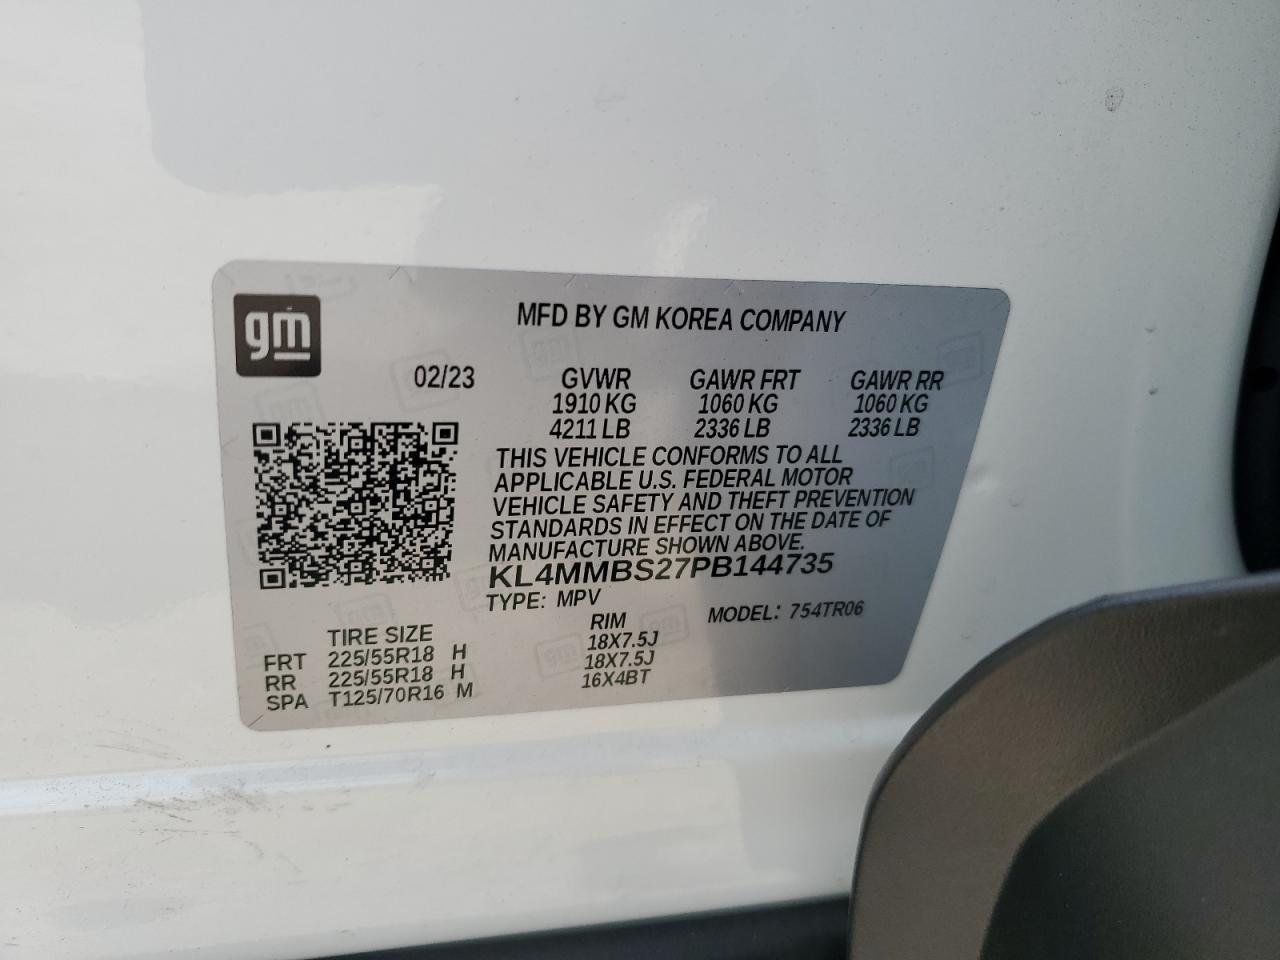 gm
MFD BY GM KOREA COMPANY
02/23 GVWR GAWR FRT GAWR RR
1910 KG 1060 KG 1060 KG
4211 LB 2336 LB 2336 LB
THIS VEHICLE CONFORMS TO ALL
APPLICABLE U.S. FEDERAL MOTOR
VEHICLE SAFETY AND THEFT PREVENTION
STANDARDS IN EFFECT ON THE DATE OF
MANUFACTURE SHOWN ABOVE.
KL4MMBS27PB144735
TYPE: MPV MODEL: 754TR06
TIRE SIZE RIM
FRT 225/55R18 H 18X7.5J
RR 225/55R18 H 18X7.5J
SPA T125/70R16 M 16X4BT